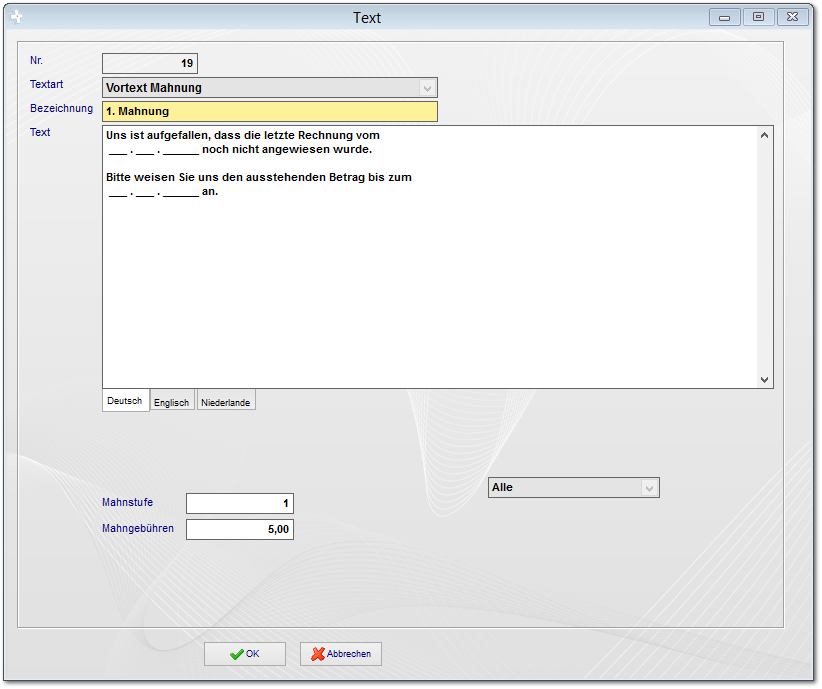 Text
Nr.
19
Textart
Vortext Mahnung
Bezeichnung
1. Mahnung
Text
Uns ist aufgefallen, dass die letzte Rechnung vom
___ . ___ . ______ noch nicht angewiesen wurde.
Bitte weisen Sie uns den ausstehenden Betrag bis zum
___ . ___ . ______ an.
Deutsch
Englisch
Niederlande
Alle
Mahnstufe
1
Mahngebühren
5,00
OK
Abbrechen